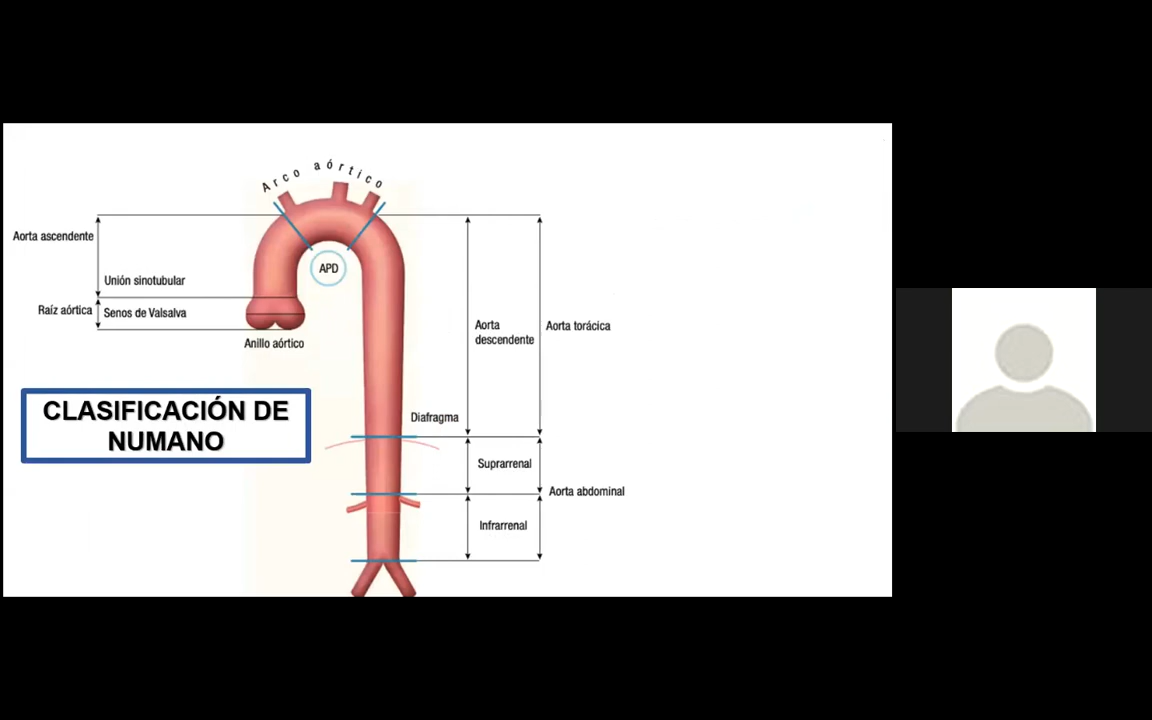 Arco aórtico
Aorta ascendente
Unión sinotubular
APD
Raíz aórtica
Senos de Valsalva
Anillo aórtico
Aorta
descendente
Aorta torácica
CLASIFICACIÓN DE
NUMANO
Diafragma
Suprarrenal
Aorta abdominal
Infrarrenal